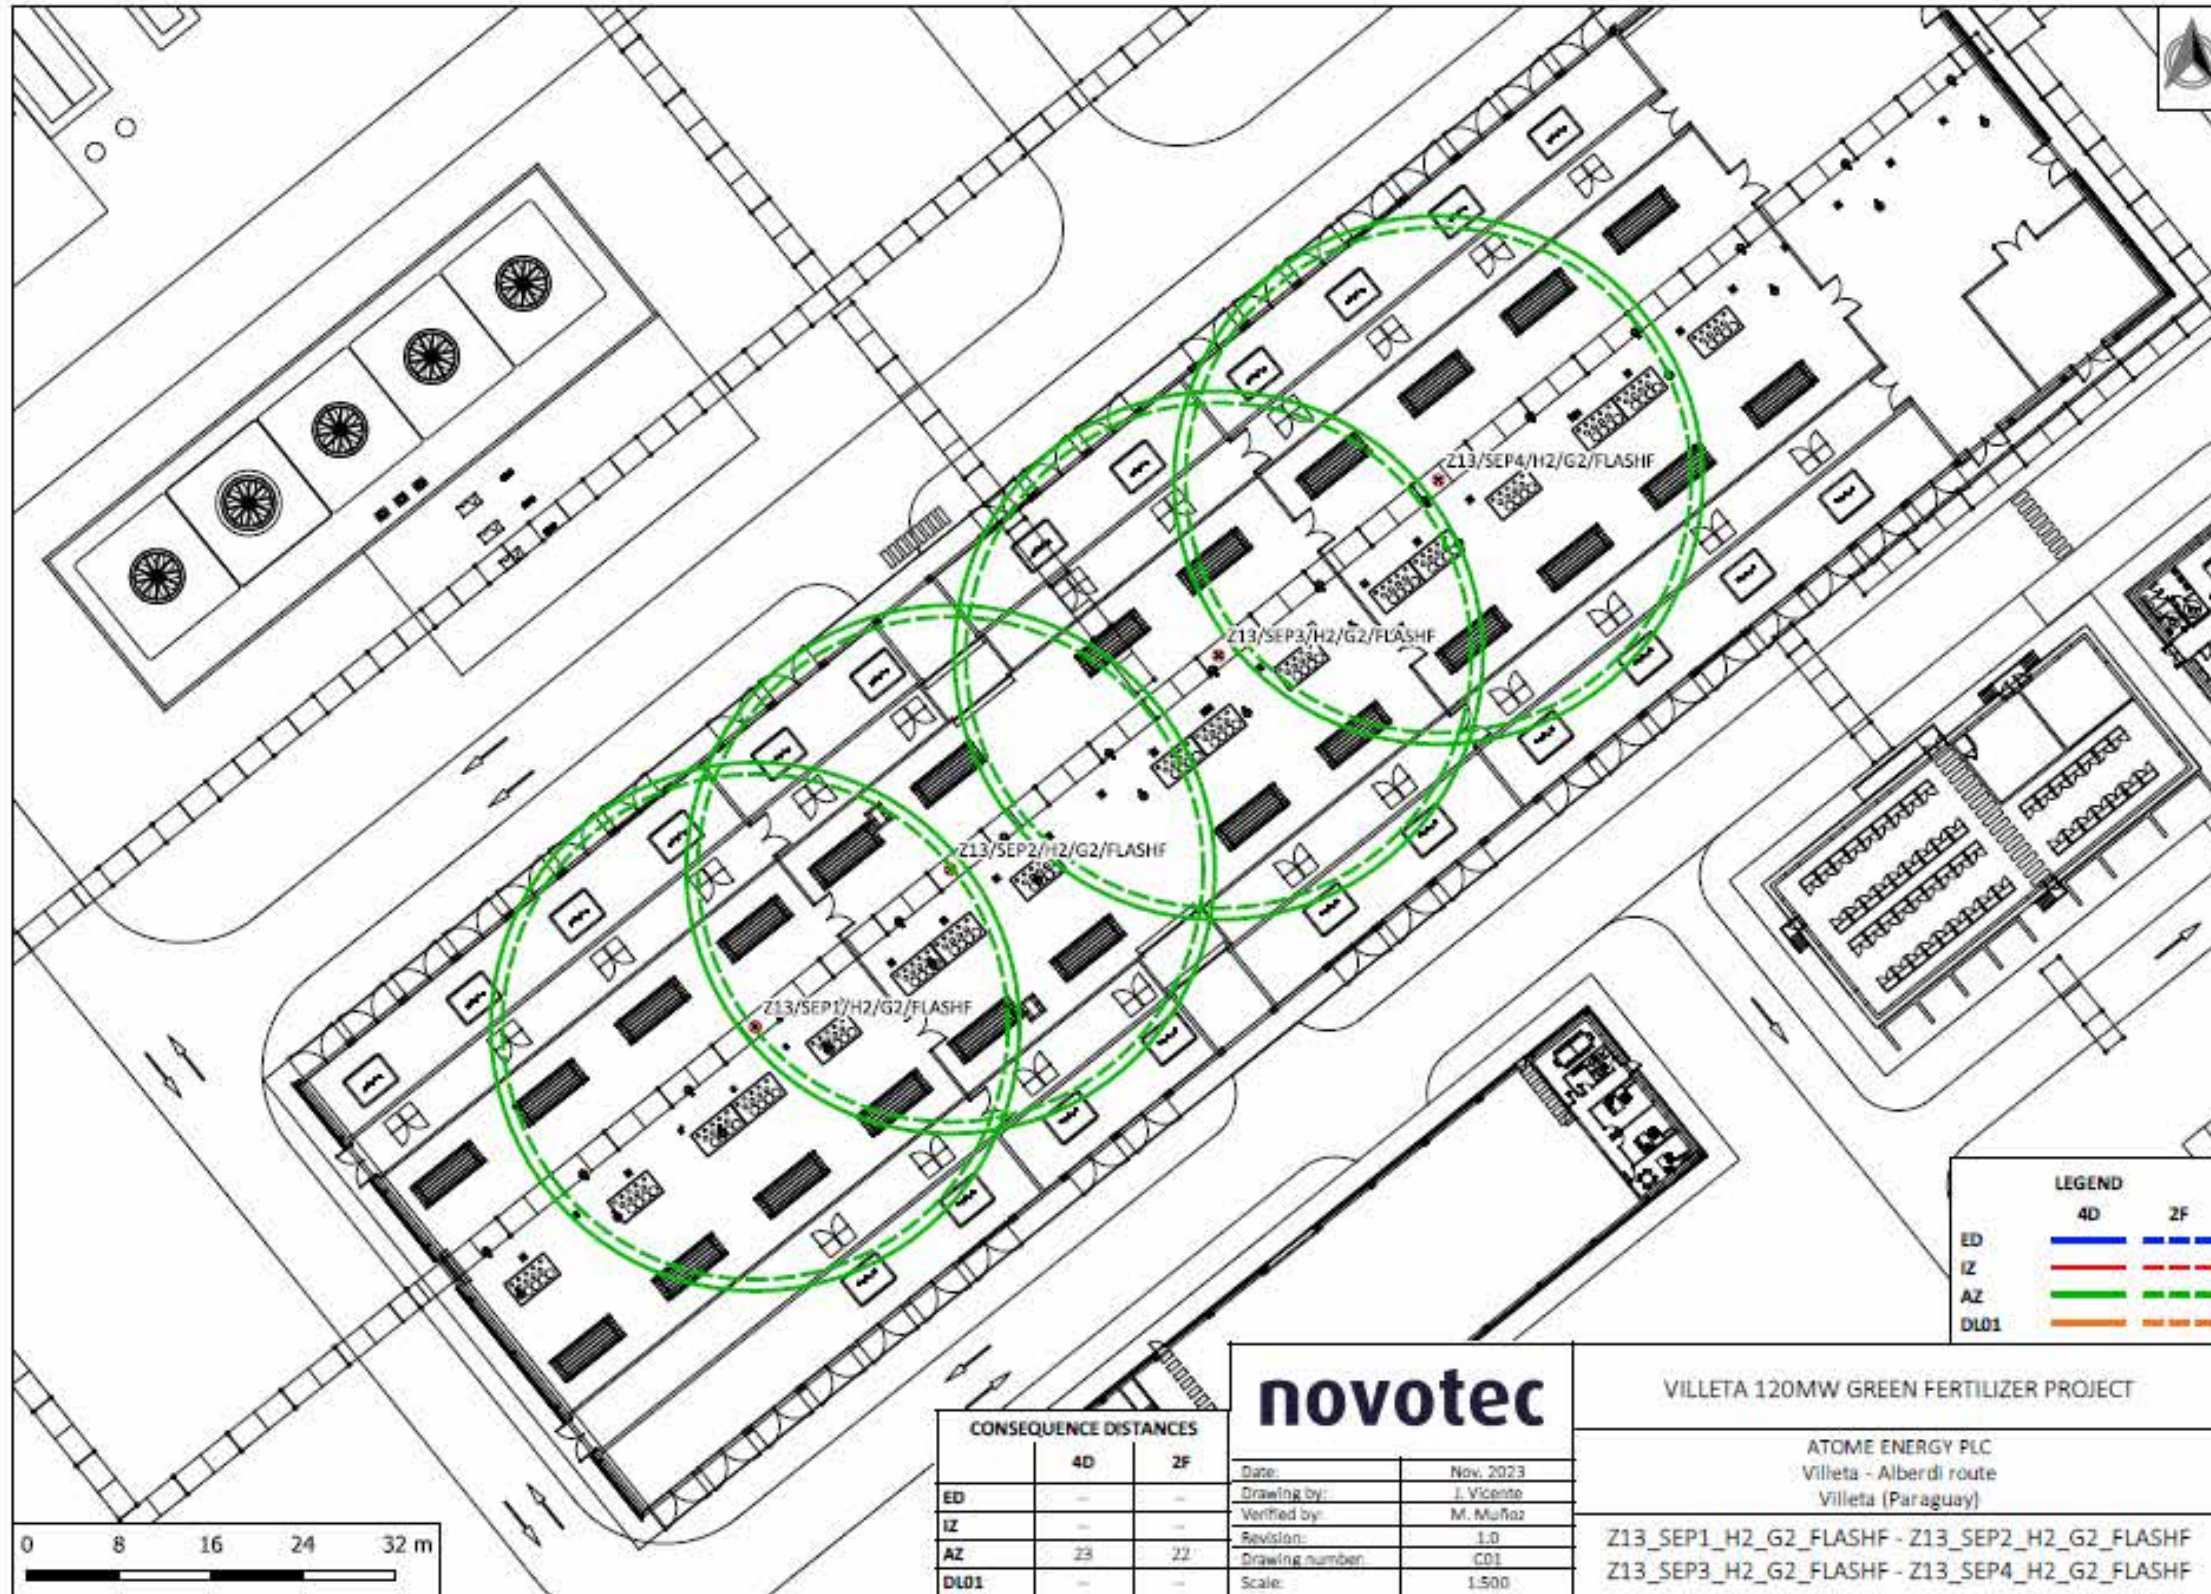 Z13/SEP4/H2/G2/FLASHF
Z13/SEP3/H2/G2/FLASHF
Z13/SEP2/H2/G2/FLASHF
Z13/SEP1/H2/G2/FLASHF
LEGEND
4D 2F
ED
IZ
AZ
DL01
0 8 16 24 32 m
CONSEQUENCE DISTANCES
4D 2F
ED -- --
IZ -- --
AZ 23 22
DL01 -- --
novotec
Date: Nov. 2023
Drawing by: J. Vicente
Verified by: M. Muñoz
Revision: 1.0
Drawing number: C01
Scale: 1:500
VILLETA 120MW GREEN FERTILIZER PROJECT
ATOME ENERGY PLC
Villeta - Alberdi route
Villeta (Paraguay)
Z13_SEP1_H2_G2_FLASHF - Z13_SEP2_H2_G2_FLASHF
Z13_SEP3_H2_G2_FLASHF - Z13_SEP4_H2_G2_FLASHF